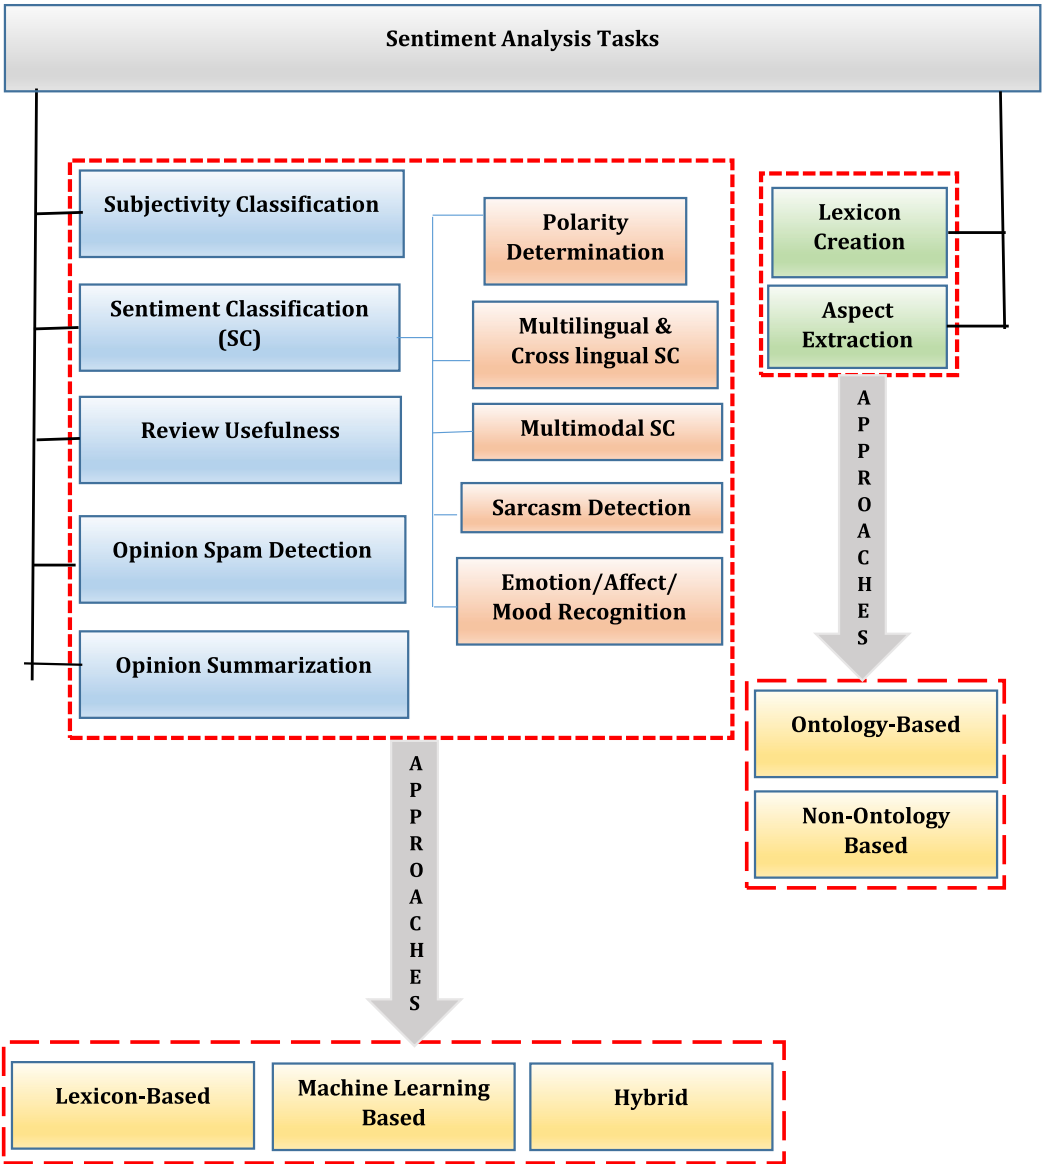 Sentiment Analysis Tasks
Subjectivity Classification
Sentiment Classification
(SC)
Review Usefulness
Opinion Spam Detection
Opinion Summarization
Polarity
Determination
Multilingual &
Cross lingual SC
Multimodal SC
Sarcasm Detection
Emotion/Affect/
Mood Recognition
Lexicon
Creation
Aspect
Extraction
A
P
P
R
O
A
C
H
E
S
Ontology-Based
Non-Ontology
Based
A
P
P
R
O
A
C
H
E
S
Lexicon-Based
Machine Learning
Based
Hybrid